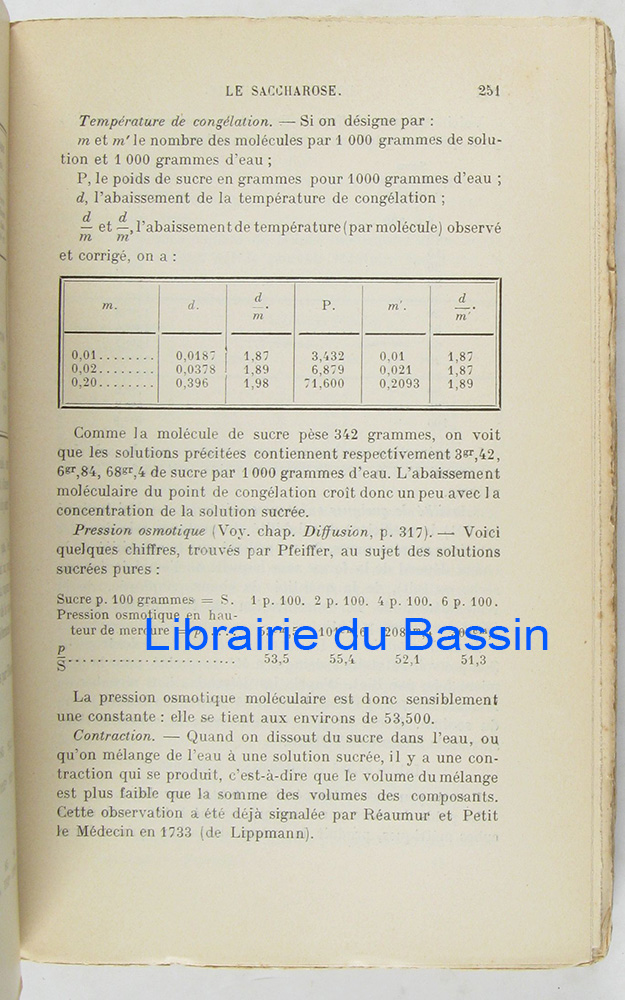 LE SACCHAROSE. 251
Température de congélation. — Si on désigne par :
m et m' le nombre des molécules par 1 000 grammes de solu-
tion et 1 000 grammes d'eau ;
P, le poids de sucre en grammes pour 1000 grammes d'eau ;
d, l'abaissement de la température de congélation ;
d/m et d/m', l'abaissement de température (par molécule) observé
et corrigé, on a :
m. d. d/m. P. m'. d/m'.
0,01........ 0,0187 1,87 3,432 0,01 1,87
0,02........ 0,0378 1,89 6,879 0,021 1,87
0,20........ 0,396 1,98 71,600 0,2093 1,89
Comme la molécule de sucre pèse 342 grammes, on voit
que les solutions précitées contiennent respectivement 3gr,42,
6gr,84, 68gr,4 de sucre par 1000 grammes d'eau. L'abaissement
moléculaire du point de congélation croît donc un peu avec la
concentration de la solution sucrée.
Pression osmotique (Voy. chap. Diffusion, p. 317). — Voici
quelques chiffres, trouvés par Pfeiffer, au sujet des solutions
sucrées pures :
Sucre p. 100 grammes = S. 1 p. 100. 2 p. 100. 4 p. 100. 6 p. 100.
Pression osmotique en hau-
teur de mercure =
Librairie du Bassin
p/S........................ 53,5 55,4 52,1 51,3
La pression osmotique moléculaire est donc sensiblement
une constante : elle se tient aux environs de 53,500.
Contraction. — Quand on dissout du sucre dans l'eau, ou
qu'on mélange de l'eau à une solution sucrée, il y a une con-
traction qui se produit, c'est-à-dire que le volume du mélange
est plus faible que la somme des volumes des composants.
Cette observation a été déjà signalée par Réaumur et Petit
le Médecin en 1733 (de Lippmann).